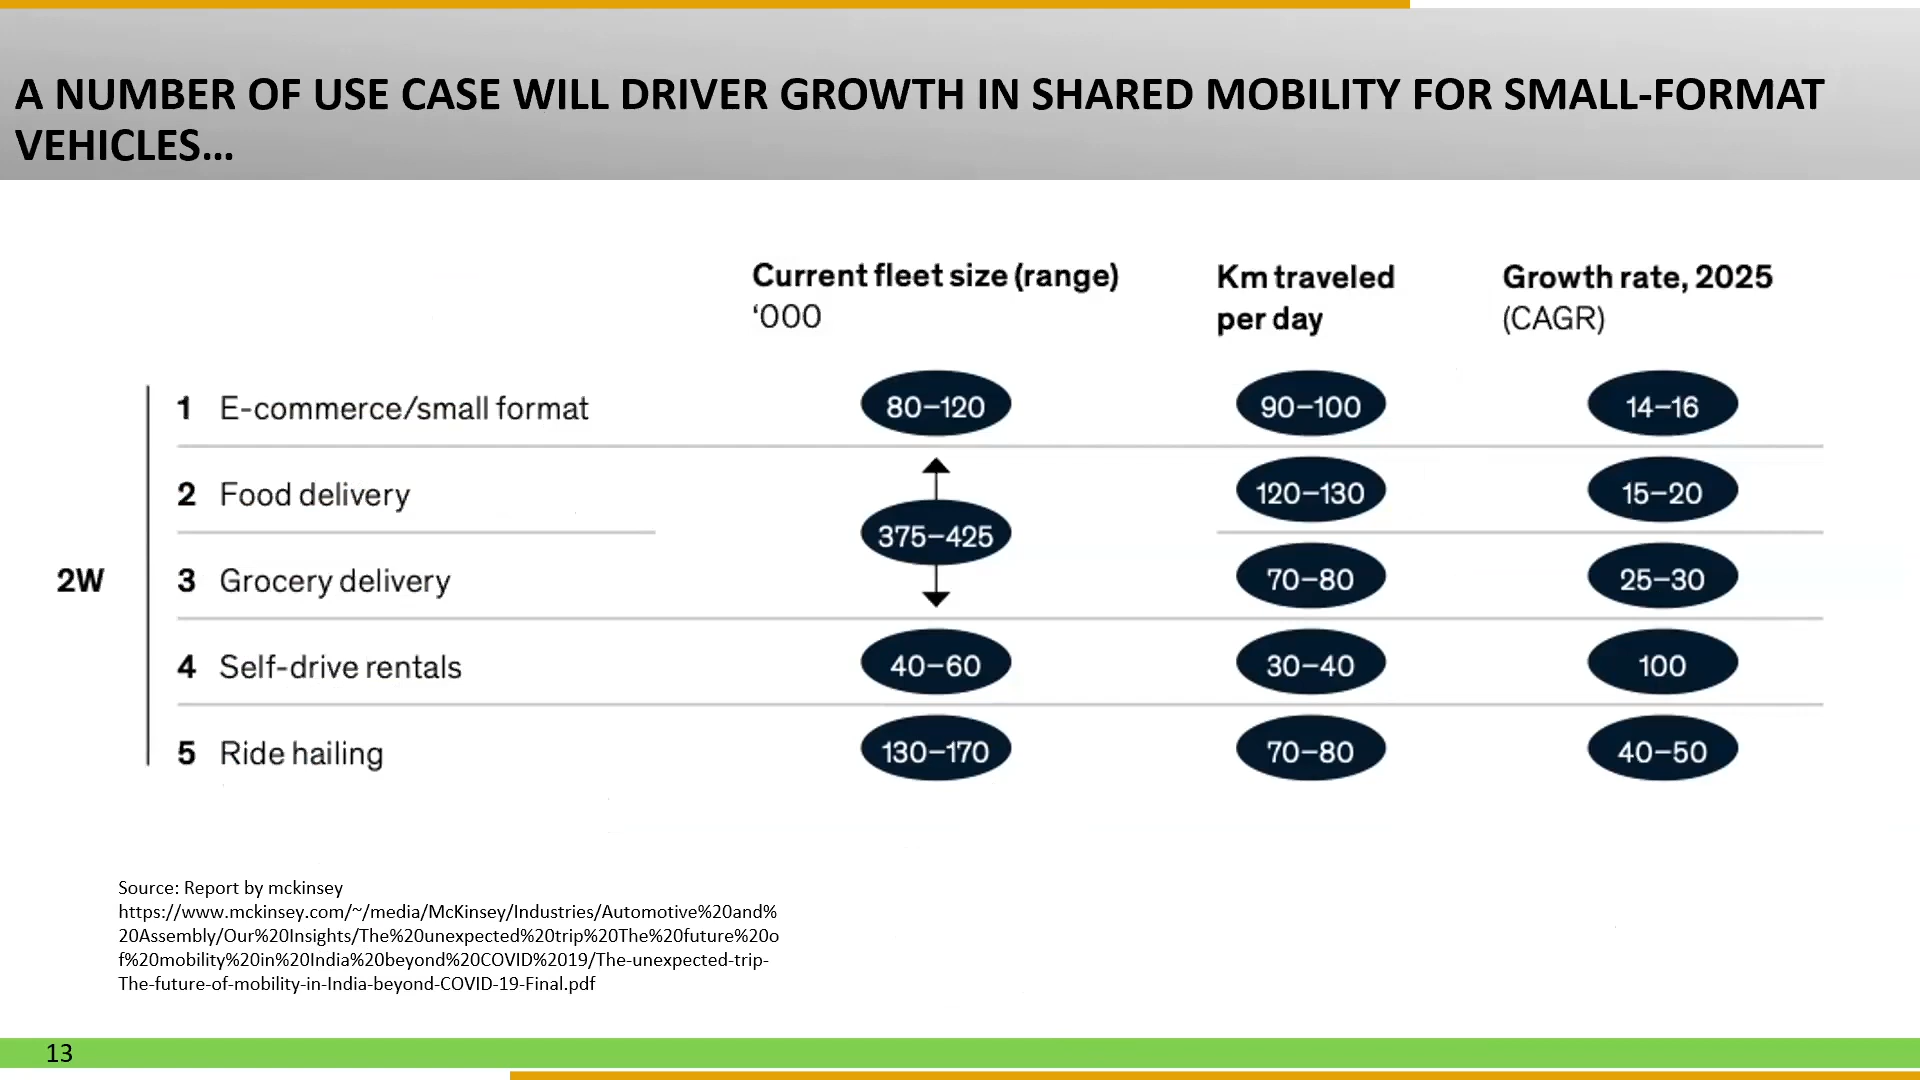 A NUMBER OF USE CASE WILL DRIVER GROWTH IN SHARED MOBILITY FOR SMALL-FORMAT
VEHICLES...
Current fleet size (range) Km traveled Growth rate, 2025
‘000 per day (CAGR)
1 E-commerce/small format 80–120 90–100 14–16
2 Food delivery 120–130 15–20
375–425
2W 3 Grocery delivery 70–80 25–30
4 Self-drive rentals 40–60 30–40 100
5 Ride hailing 130–170 70–80 40–50
Source: Report by mckinsey
https://www.mckinsey.com/~/media/McKinsey/Industries/Automotive%20and%
20Assembly/Our%20Insights/The%20unexpected%20trip%20The%20future%20o
f%20mobility%20in%20India%20beyond%20COVID%2019/The-unexpected-trip-
The-future-of-mobility-in-India-beyond-COVID-19-Final.pdf
13